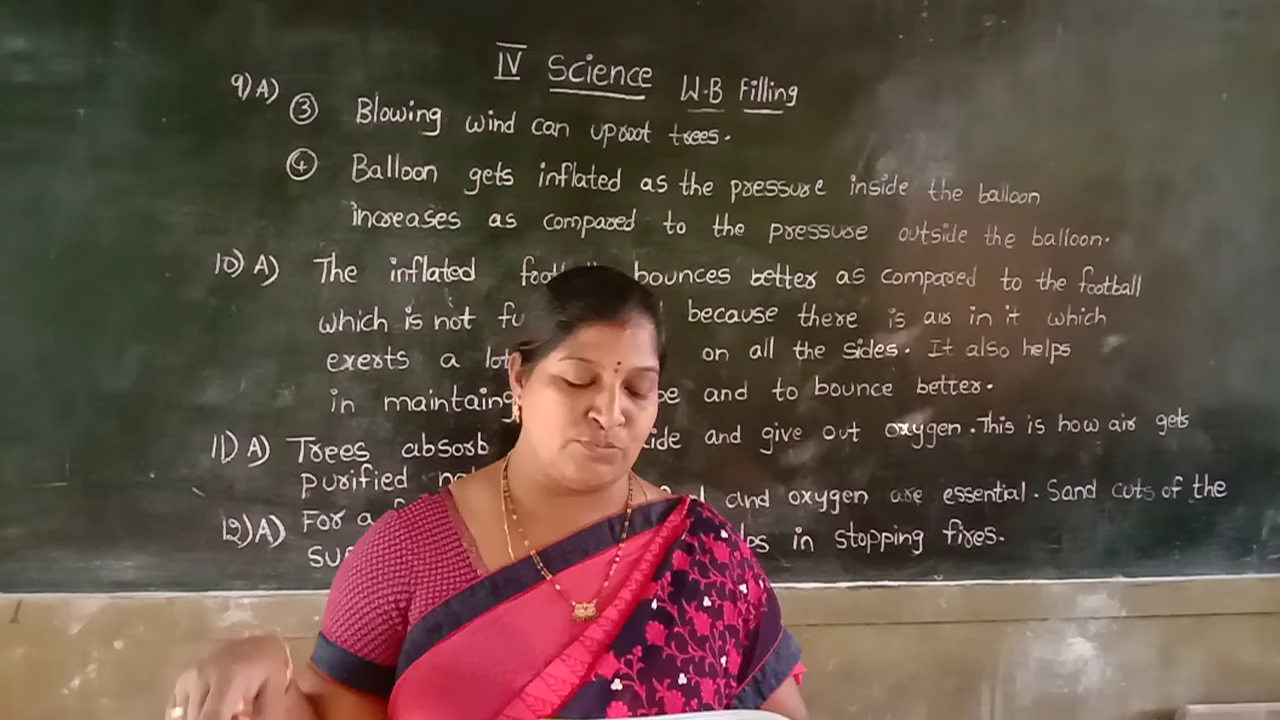 IV Science W.B Filling
9)A) ③ Blowing wind can uproot trees.
④ Balloon gets inflated as the pressure inside the balloon
increases as compared to the pressure outside the balloon.
10) A) The inflated bounces better as compared to the football
which is not because there is air in it which
exerts a on all the sides. It also helps
in maintaing and to bounce better.
11) A) Trees absorb and give out oxygen. This is how air gets
purified
12)A) For a and oxygen are essential. Sand cuts of the
in stopping fires.